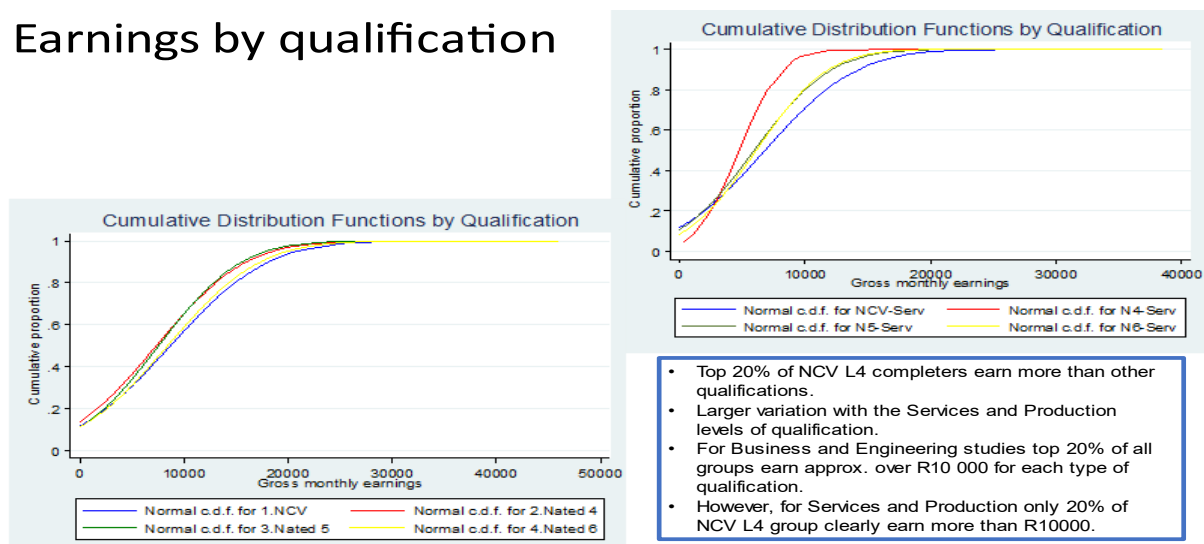 Earnings by qualification
Cumulative Distribution Functions by Qualification
Cumulative proportion
1
.8
.6
.4
.2
0
0 10000 20000 30000 40000
Gross monthly earnings
Normal c.d.f. for NCV-Serv Normal c.d.f. for N4-Serv
Normal c.d.f. for N5-Serv Normal c.d.f. for N6-Serv
Cumulative Distribution Functions by Qualification
Cumulative proportion
1
.8
.6
.4
.2
0
0 10000 20000 30000 40000 50000
Gross monthly earnings
Normal c.d.f. for 1.NCV Normal c.d.f. for 2.Nated 4
Normal c.d.f. for 3.Nated 5 Normal c.d.f. for 4.Nated 6
• Top 20% of NCV L4 completers earn more than other
qualifications.
• Larger variation with the Services and Production
levels of qualification.
• For Business and Engineering studies top 20% of all
groups earn approx. over R10 000 for each type of
qualification.
• However, for Services and Production only 20% of
NCV L4 group clearly earn more than R10000.